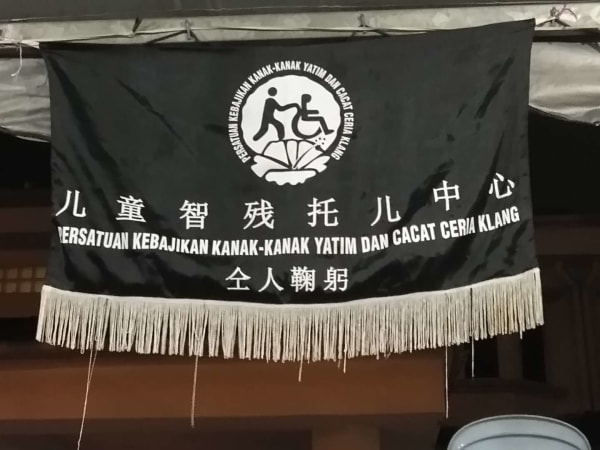 PERSATUAN KEBAJIKAN KANAK-KANAK YATIM DAN CACAT CERIA KLANG
儿童智残托儿中心
PERSATUAN KEBAJIKAN KANAK-KANAK YATIM DAN CACAT CERIA KLANG
仝人鞠躬